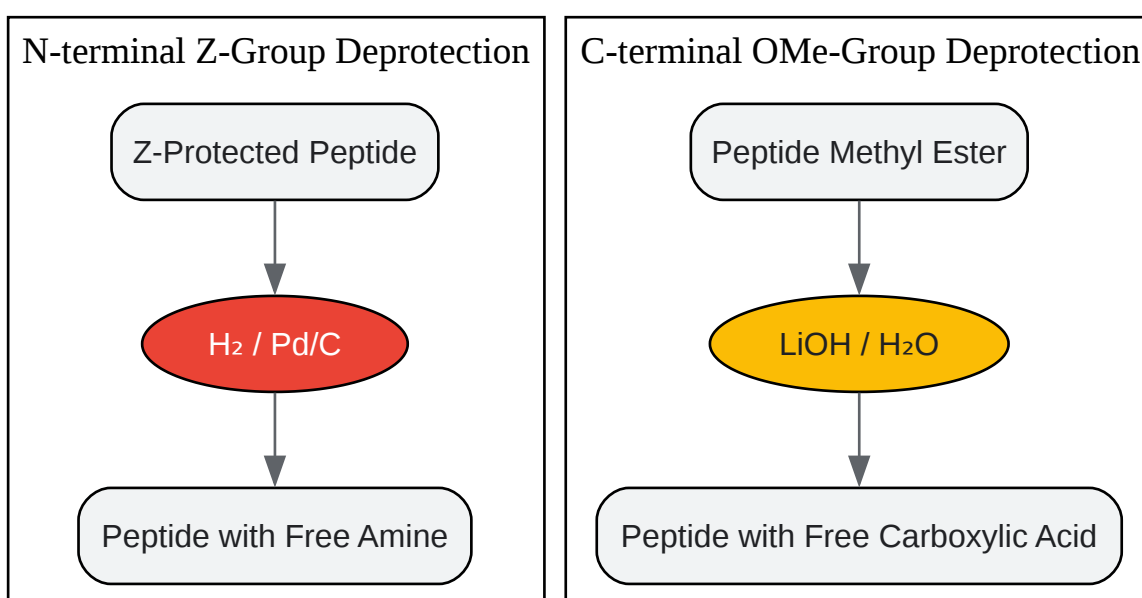 N-terminal Z-Group Deprotection
Z-Protected Peptide
H₂ / Pd/C
Peptide with Free Amine
C-terminal OMe-Group Deprotection
Peptide Methyl Ester
LiOH / H₂O
Peptide with Free Carboxylic Acid